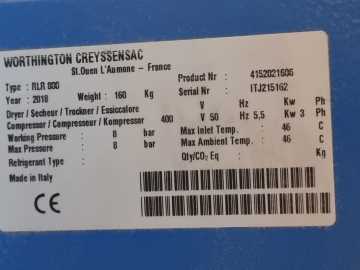 WORTHINGTON CREYSSENSAC
St.Ouen L'Aumone – France
Type : RLR 800 Product Nr : 4152021606
Year : 2018 Weight : 160 Kg Serial Nr : ITJ215162
Dryer / Secheur / Trockner / Essiccatore V Hz Kw Ph
Compressor / Compresseur / Kompressor 400 V 50 Hz 5,5 Kw 3 Ph
Working Pressure : 8 bar Max Inlet Temp. : 46 C
Max Pressure : 8 bar Max Ambient Temp. : 46 C
Refrigerant Type : Qty/CO₂ Eq : Kg
Made in Italy
CE